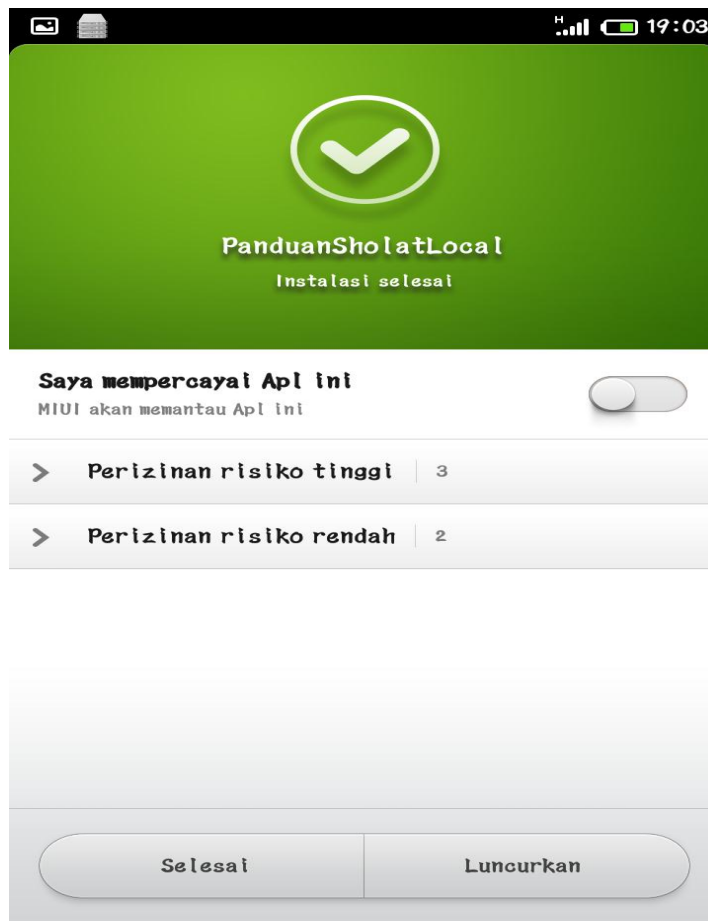 H 19:03
PanduanSholatLocal
Instalasi selesai
Saya mempercayai Apl ini
MIUI akan memantau Apl ini
Perizinan risiko tinggi 3
Perizinan risiko rendah 2
Selesai Luncurkan